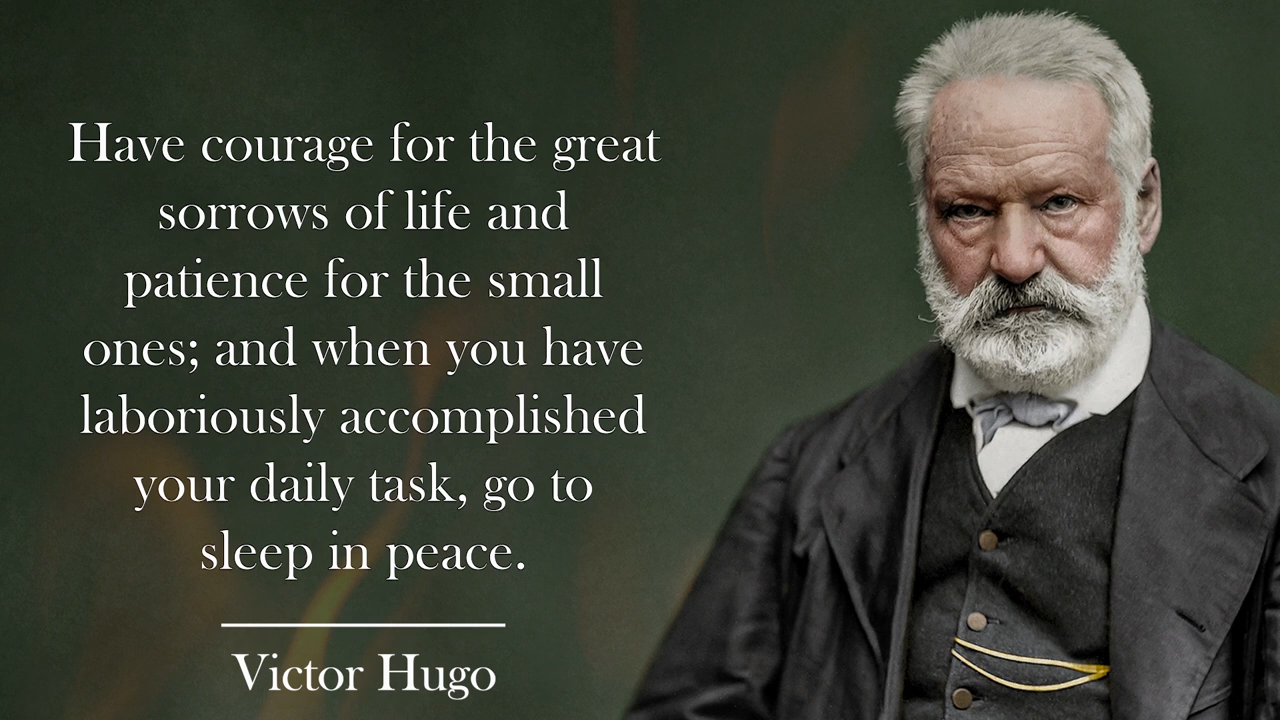 Have courage for the great
sorrows of life and
patience for the small
ones; and when you have
laboriously accomplished
your daily task, go to
sleep in peace.
Victor Hugo